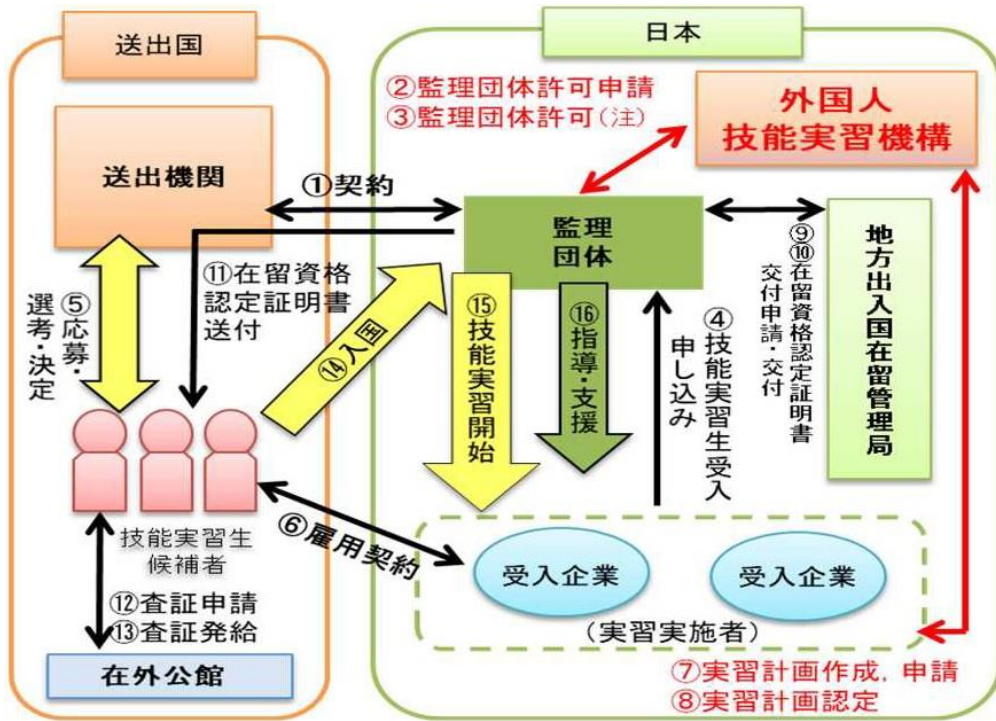 送出国
日本
②監理団体許可申請
③監理団体許可(注)
外国人
技能実習機構
送出機関
①契約
監理
団体
地方出入国在留管理局
⑨
⑩在留資格認定証明書
交付申請・交付
⑤応募・
選考・決定
⑪在留資格
認定証明書
送付
⑭入国
⑮技能実習開始
⑯指導・支援
④技能実習生受入
申し込み
技能実習生
候補者
⑥雇用契約
受入企業
受入企業
(実習実施者)
⑫査証申請
⑬査証発給
在外公館
⑦実習計画作成，申請
⑧実習計画認定